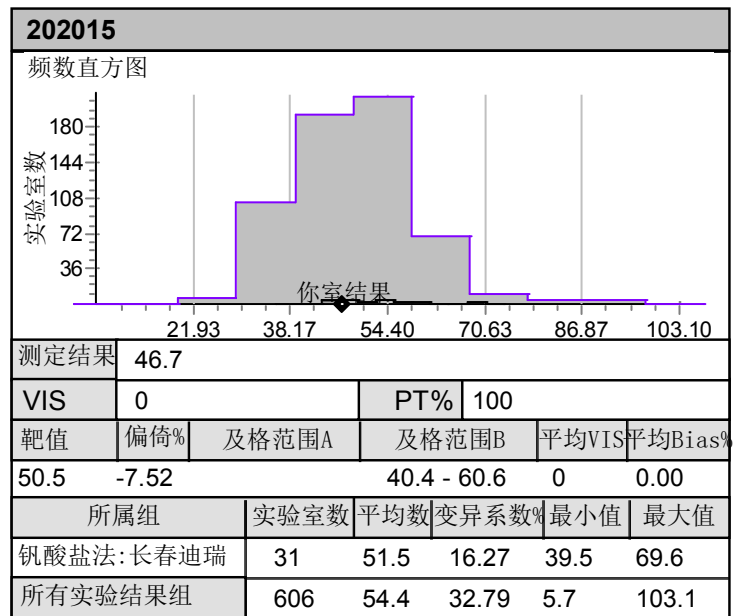 202015
频数直方图
实验室数
180
144
108
72
36
你室结果
21.93 38.17 54.40 70.63 86.87 103.10
测定结果 46.7
VIS 0 PT% 100
靶值 偏倚% 及格范围A 及格范围B 平均VIS 平均Bias%
50.5 -7.52 40.4 - 60.6 0 0.00
所属组 实验室数 平均数 变异系数% 最小值 最大值
钒酸盐法:长春迪瑞 31 51.5 16.27 39.5 69.6
所有实验结果组 606 54.4 32.79 5.7 103.1